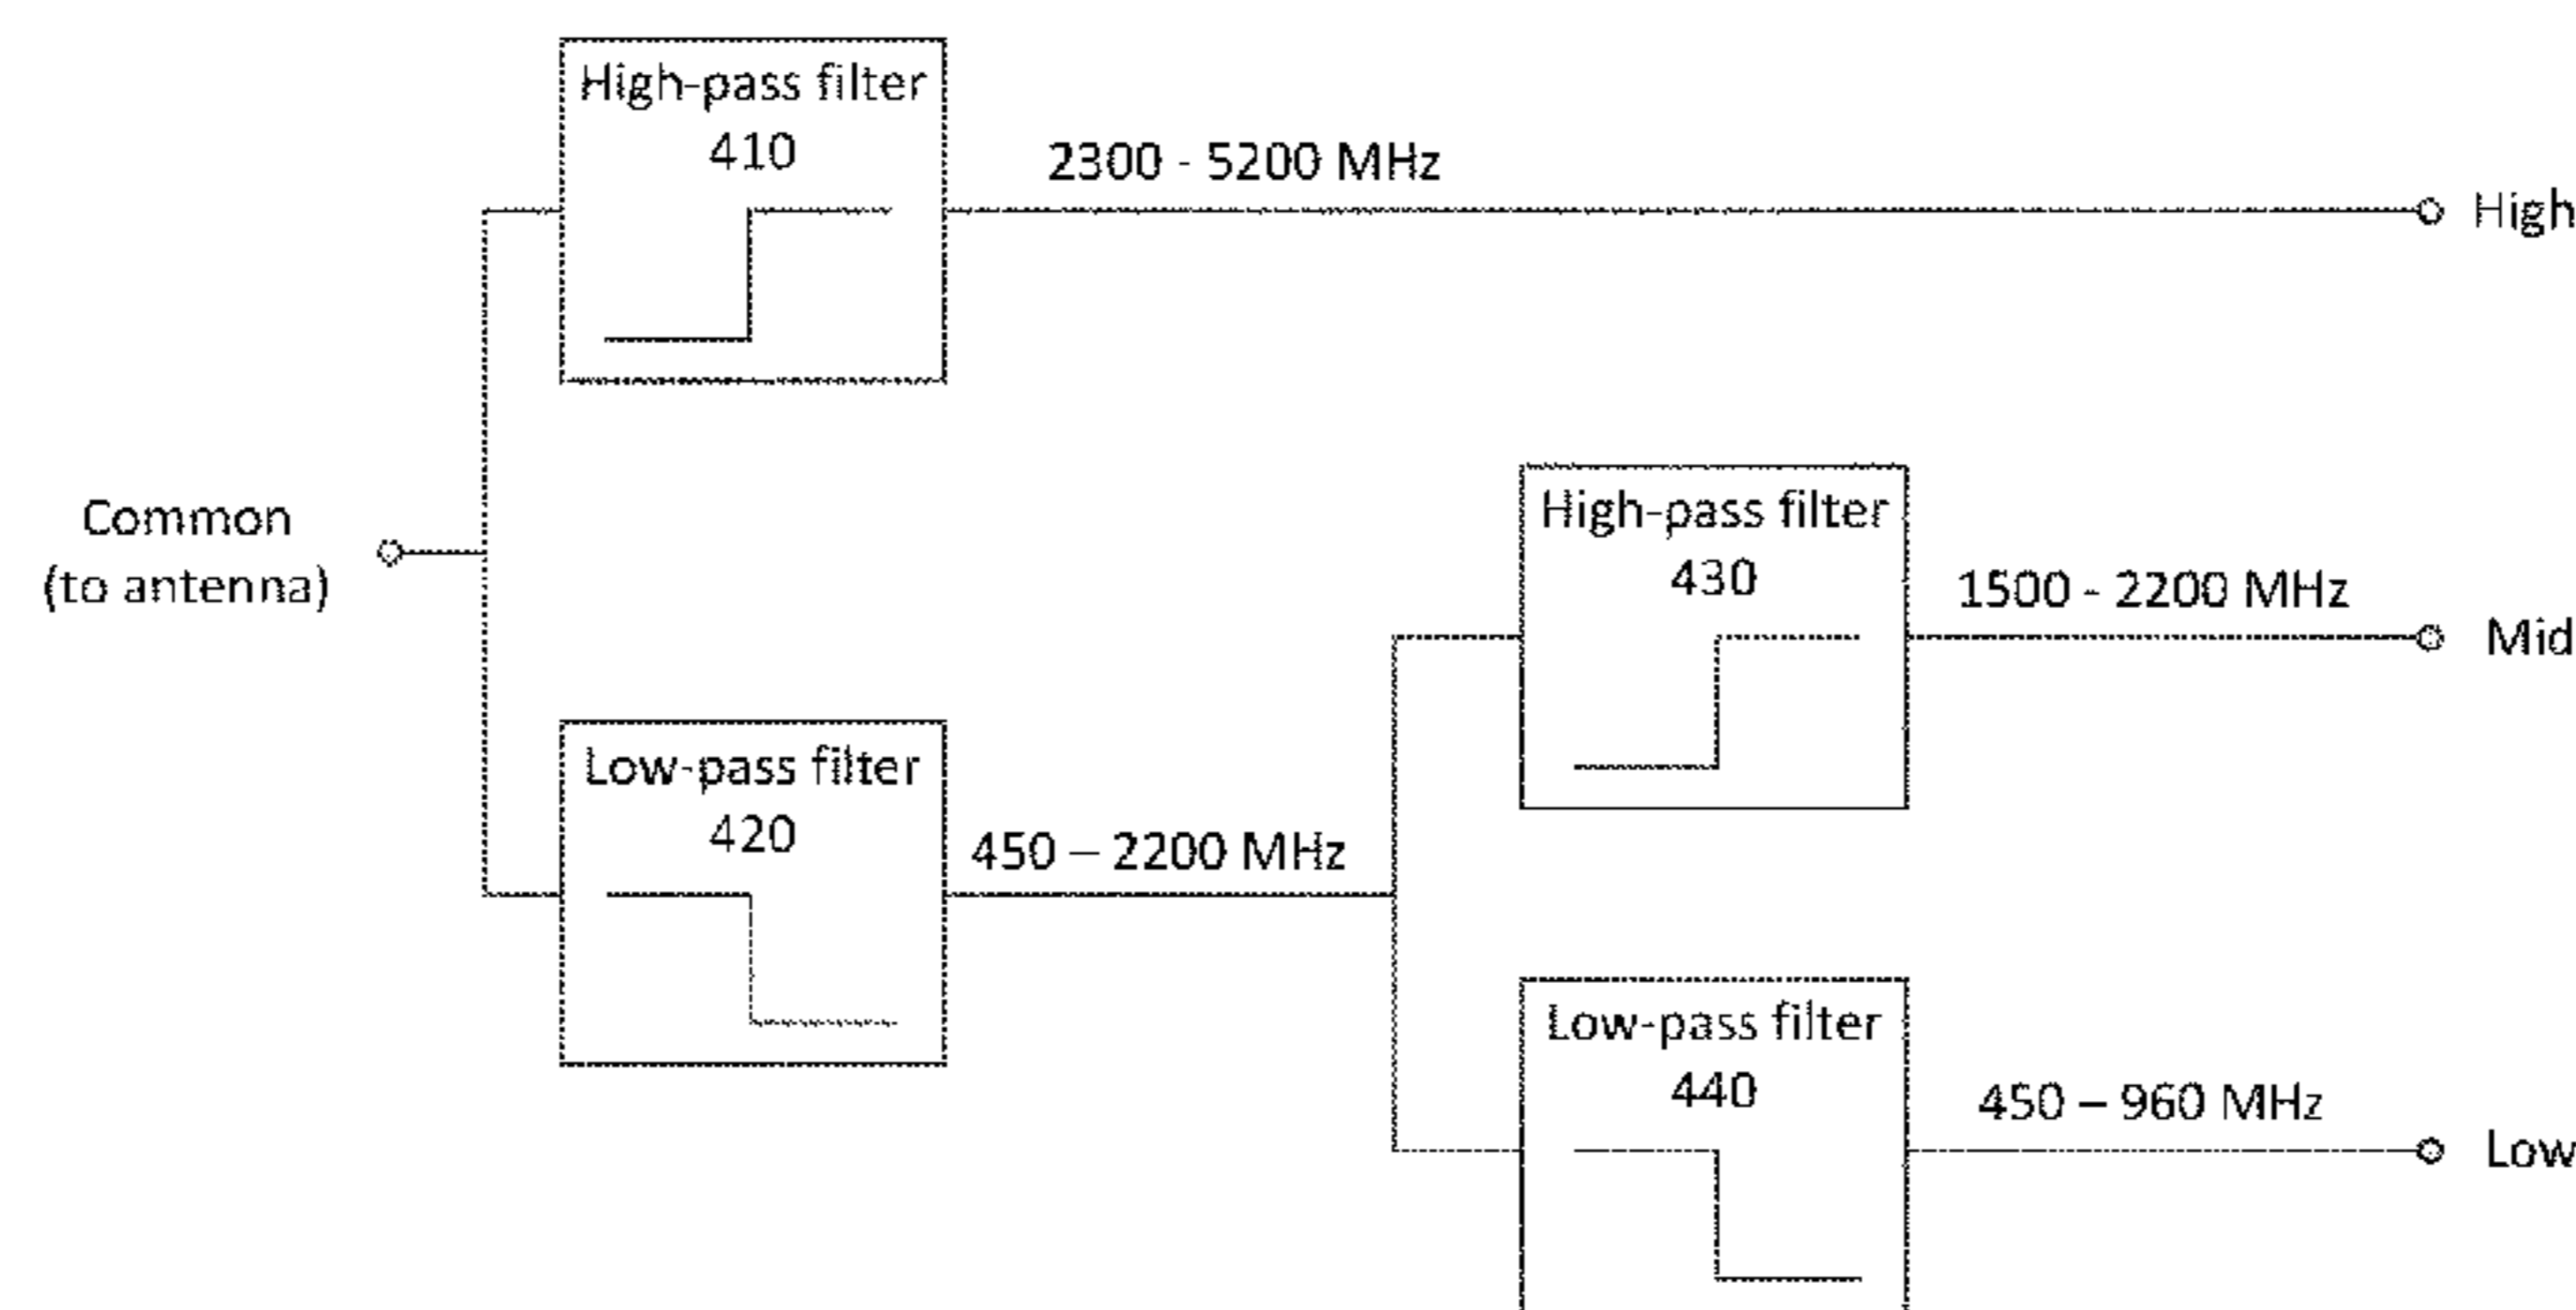 High-pass filter
410
2300 - 5200 MHz
High
Common
(to antenna)
High-pass filter
430
1500 - 2200 MHz
Mid
Low-pass filter
420
450 – 2200 MHz
Low-pass filter
440
450 – 960 MHz
Low